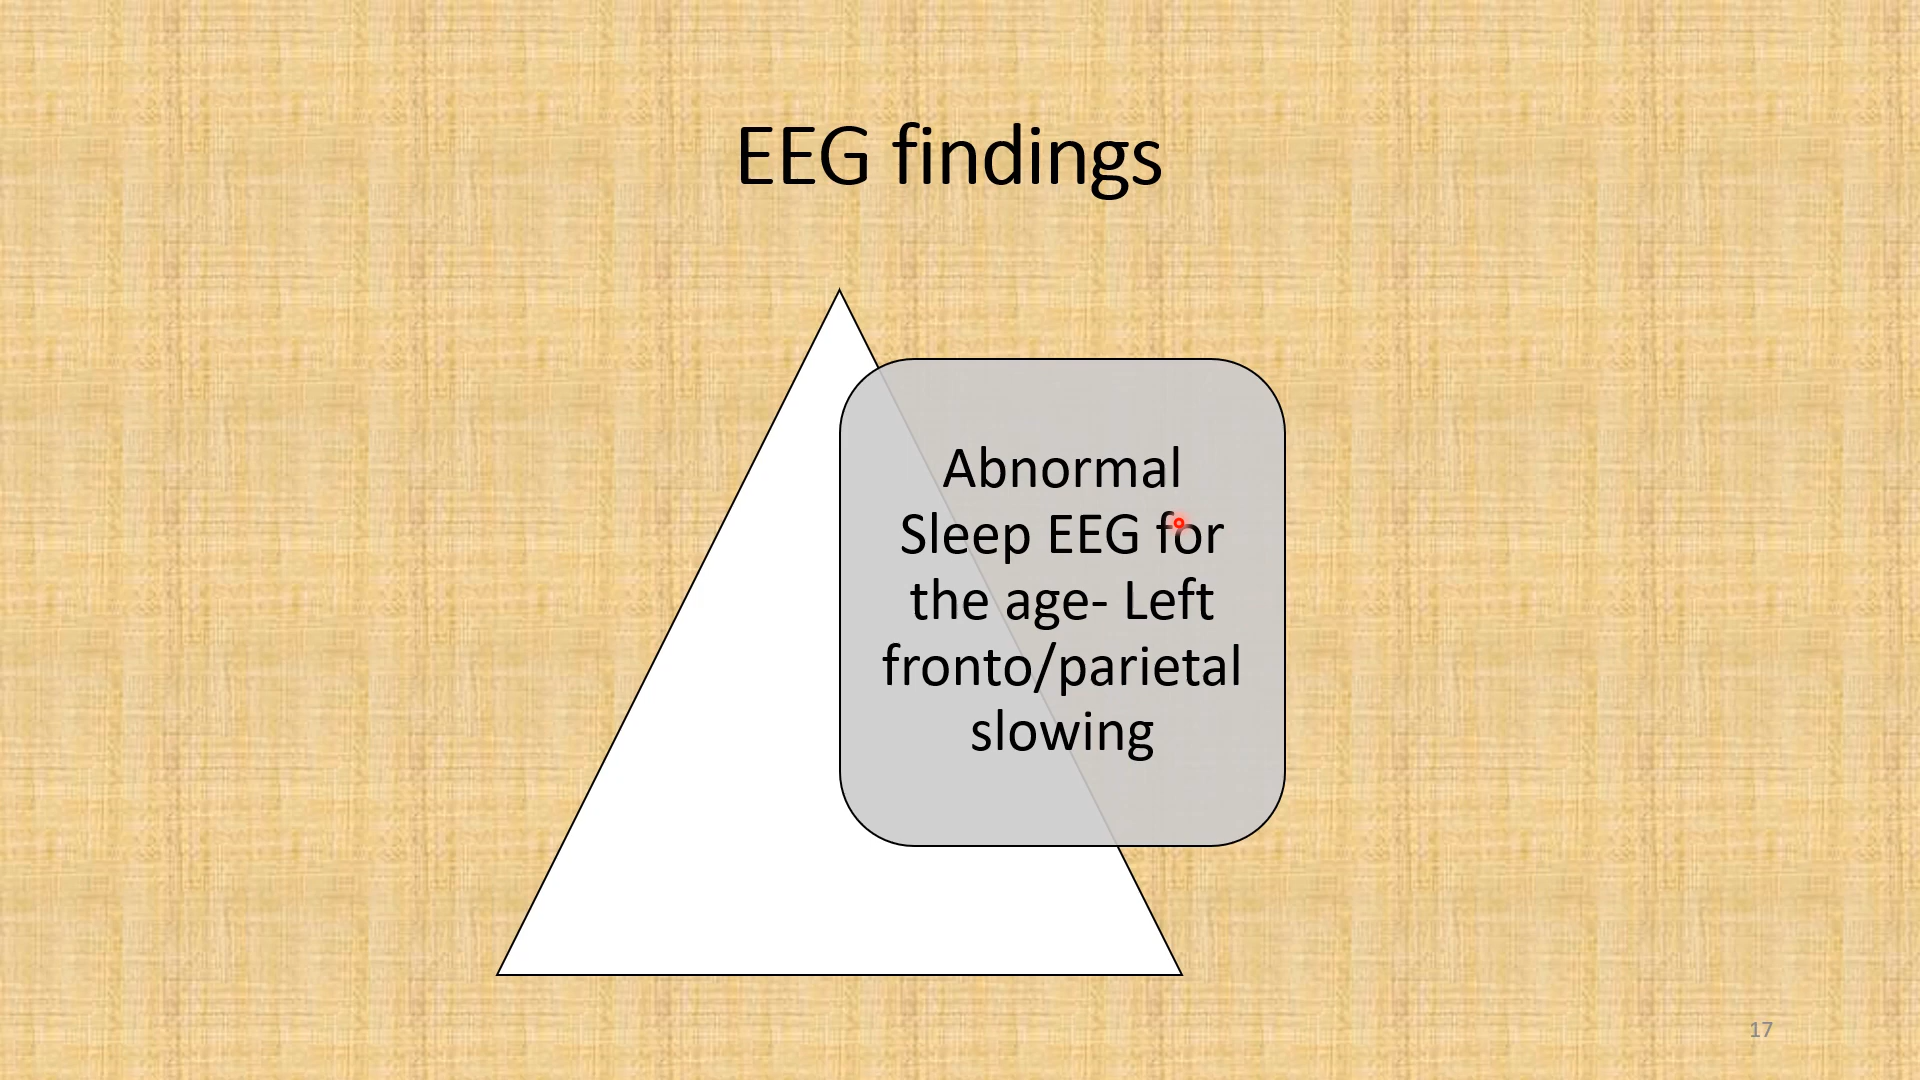 EEG findings
Abnormal
Sleep EEG for
the age- Left
fronto/parietal
slowing
17